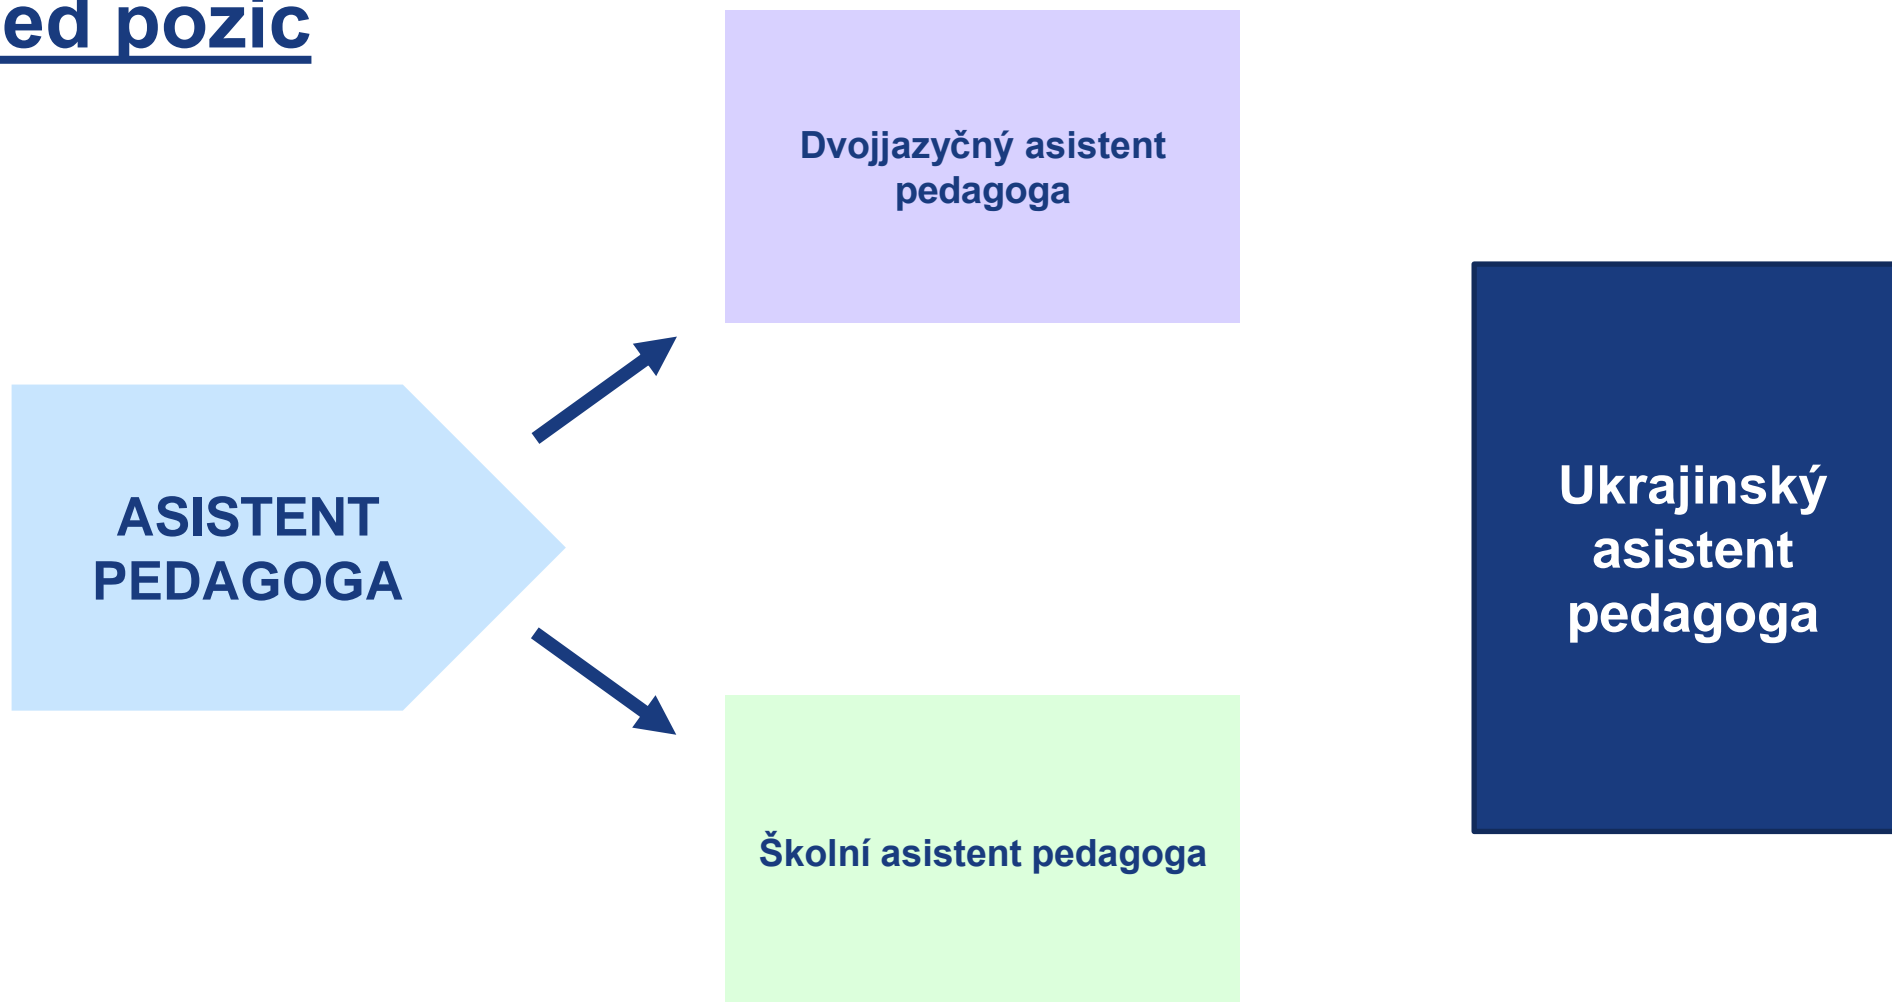 ed pozic
Dvojjazyčný asistent
pedagoga
ASISTENT
PEDAGOGA
Ukrajinský
asistent
pedagoga
Školní asistent pedagoga